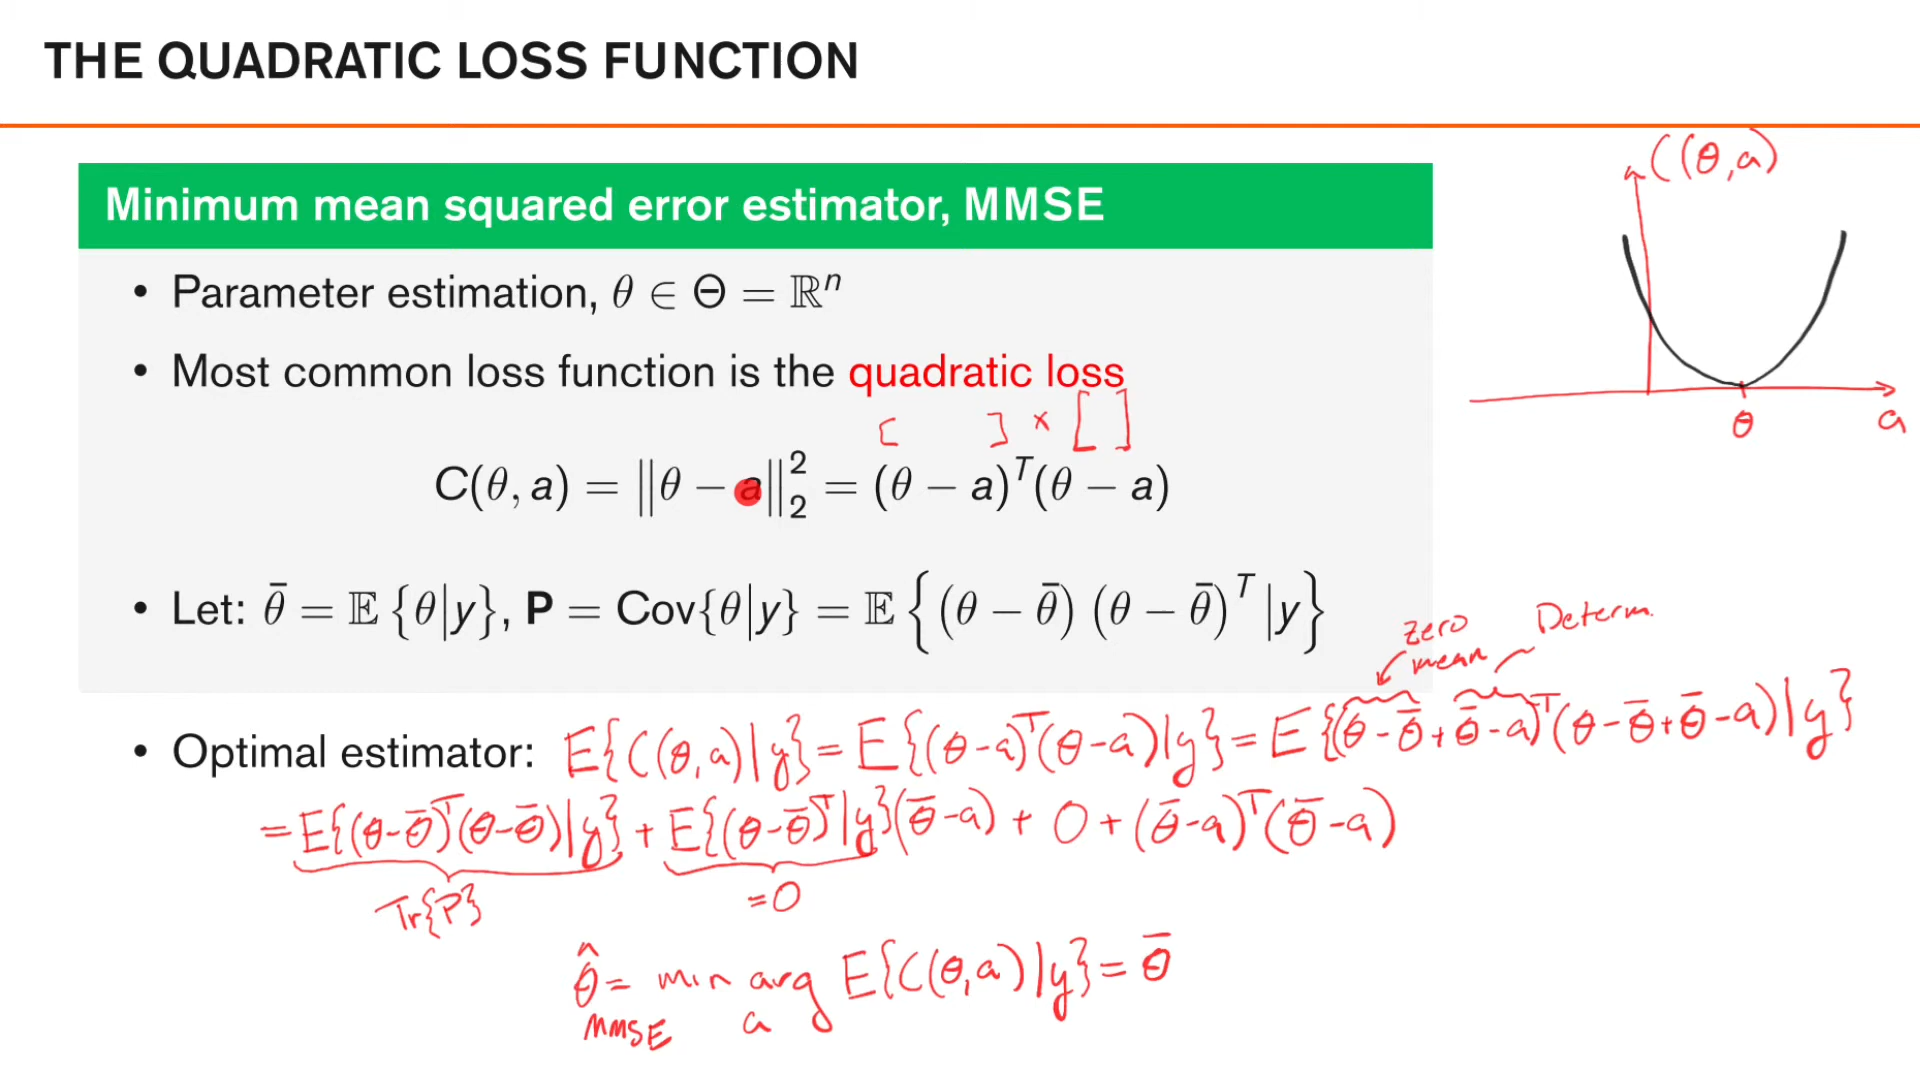 THE QUADRATIC LOSS FUNCTION
C(θ,a)
Minimum mean squared error estimator, MMSE
• Parameter estimation, θ ∈ Θ = ℝⁿ
• Most common loss function is the quadratic loss
[ ] × [ ]
θ
a
C(θ, a) = ||θ − a||₂² = (θ − a)ᵀ(θ − a)
• Let: θ̄ = 𝔼 {θ|y}, P = Cov{θ|y} = 𝔼 {(θ − θ̄) (θ − θ̄)ᵀ |y}
zero mean
Determ.
• Optimal estimator: E{C(θ,a)|y} = E{(θ-a)ᵀ(θ-a)|y} = E{(θ-θ̄+θ̄-a)ᵀ(θ-θ̄+θ̄-a)|y}
= E{(θ-θ̄)ᵀ(θ-θ̄)|y} + E{(θ-θ̄)ᵀ|y}(θ̄-a) + 0 + (θ̄-a)ᵀ(θ̄-a)
Tr{P}
=0
θ̂ = min arg E{C(θ,a)|y} = θ̄
MMSE a